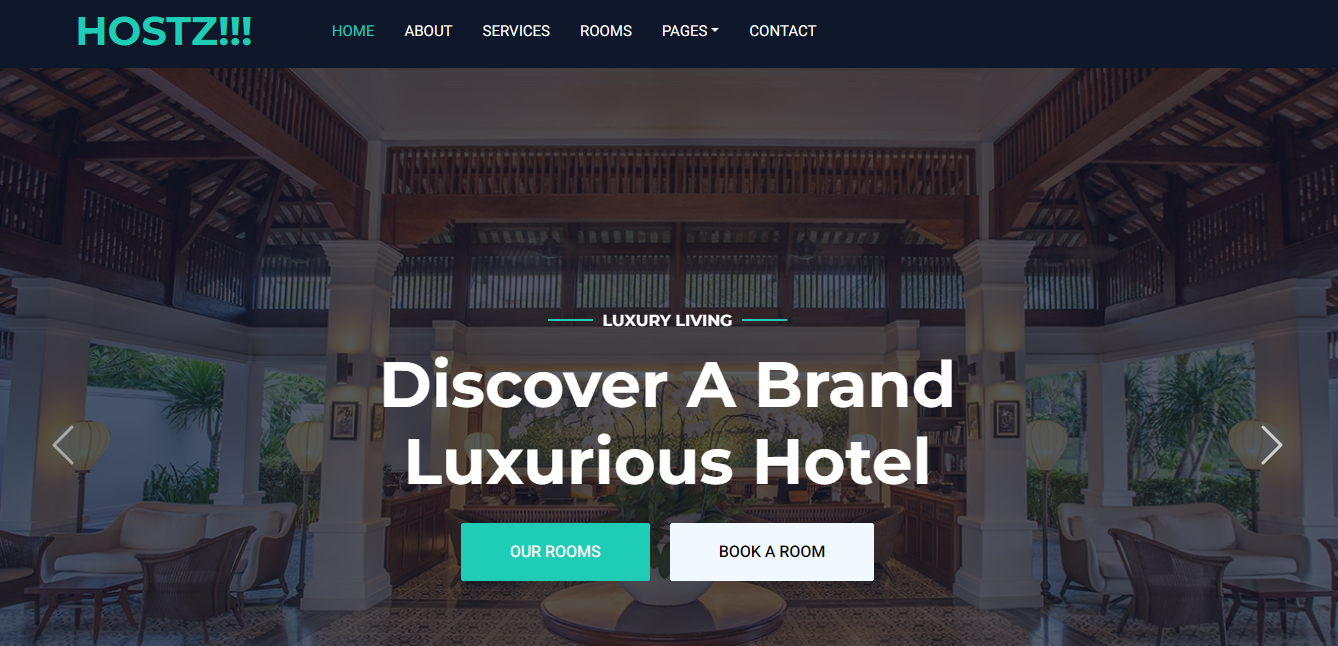 HOSTZ!!!
HOME ABOUT SERVICES ROOMS PAGES CONTACT
LUXURY LIVING
Discover A Brand
Luxurious Hotel
OUR ROOMS BOOK A ROOM